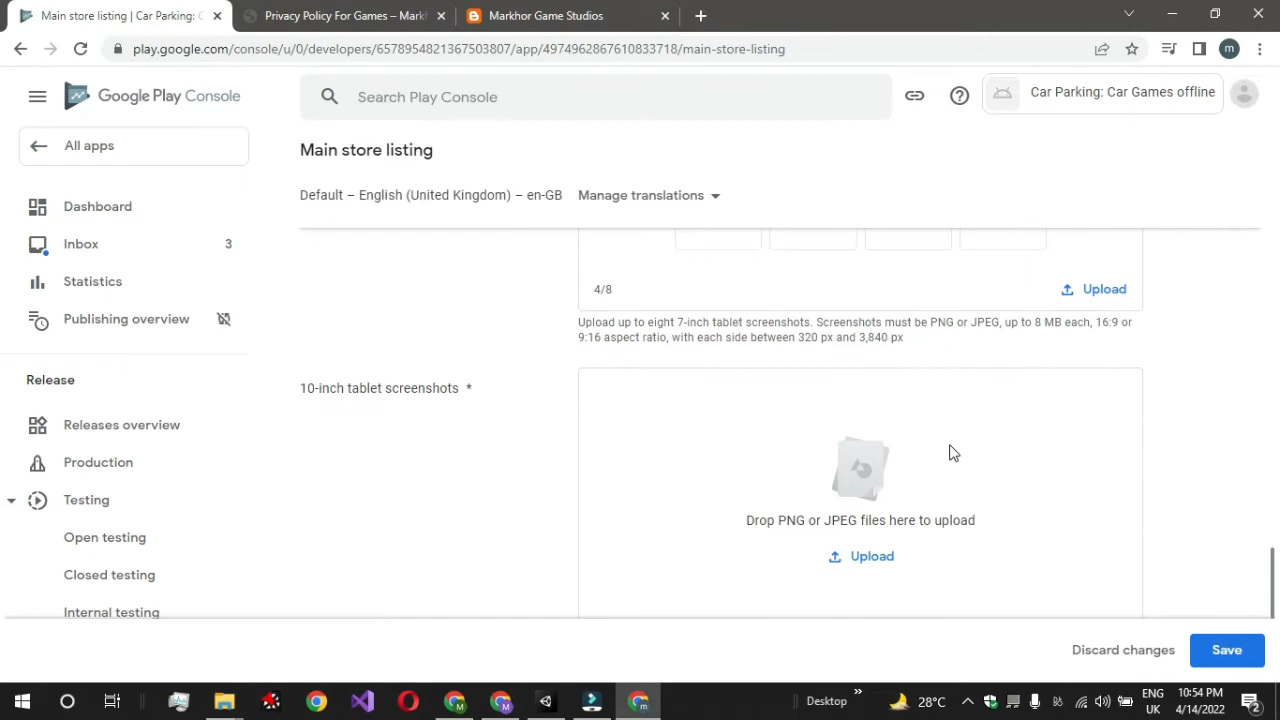 Main store listing | Car Parking: C
Privacy Policy For Games – Markh
Markhor Game Studios
play.google.com/console/u/0/developers/6578954821367503807/app/4974962867610833718/main-store-listing
m
Google Play Console
Search Play Console
Car Parking: Car Games offline
All apps
Main store listing
Default – English (United Kingdom) – en-GB
Manage translations
Dashboard
Inbox
3
Statistics
Publishing overview
Release
Releases overview
Production
Testing
Open testing
Closed testing
Internal testing
4/8
Upload
Upload up to eight 7-inch tablet screenshots. Screenshots must be PNG or JPEG, up to 8 MB each, 16:9 or
9:16 aspect ratio, with each side between 320 px and 3,840 px
10-inch tablet screenshots *
Drop PNG or JPEG files here to upload
Upload
Discard changes
Save
Desktop
28°C
ENG
UK
10:54 PM
4/14/2022
2